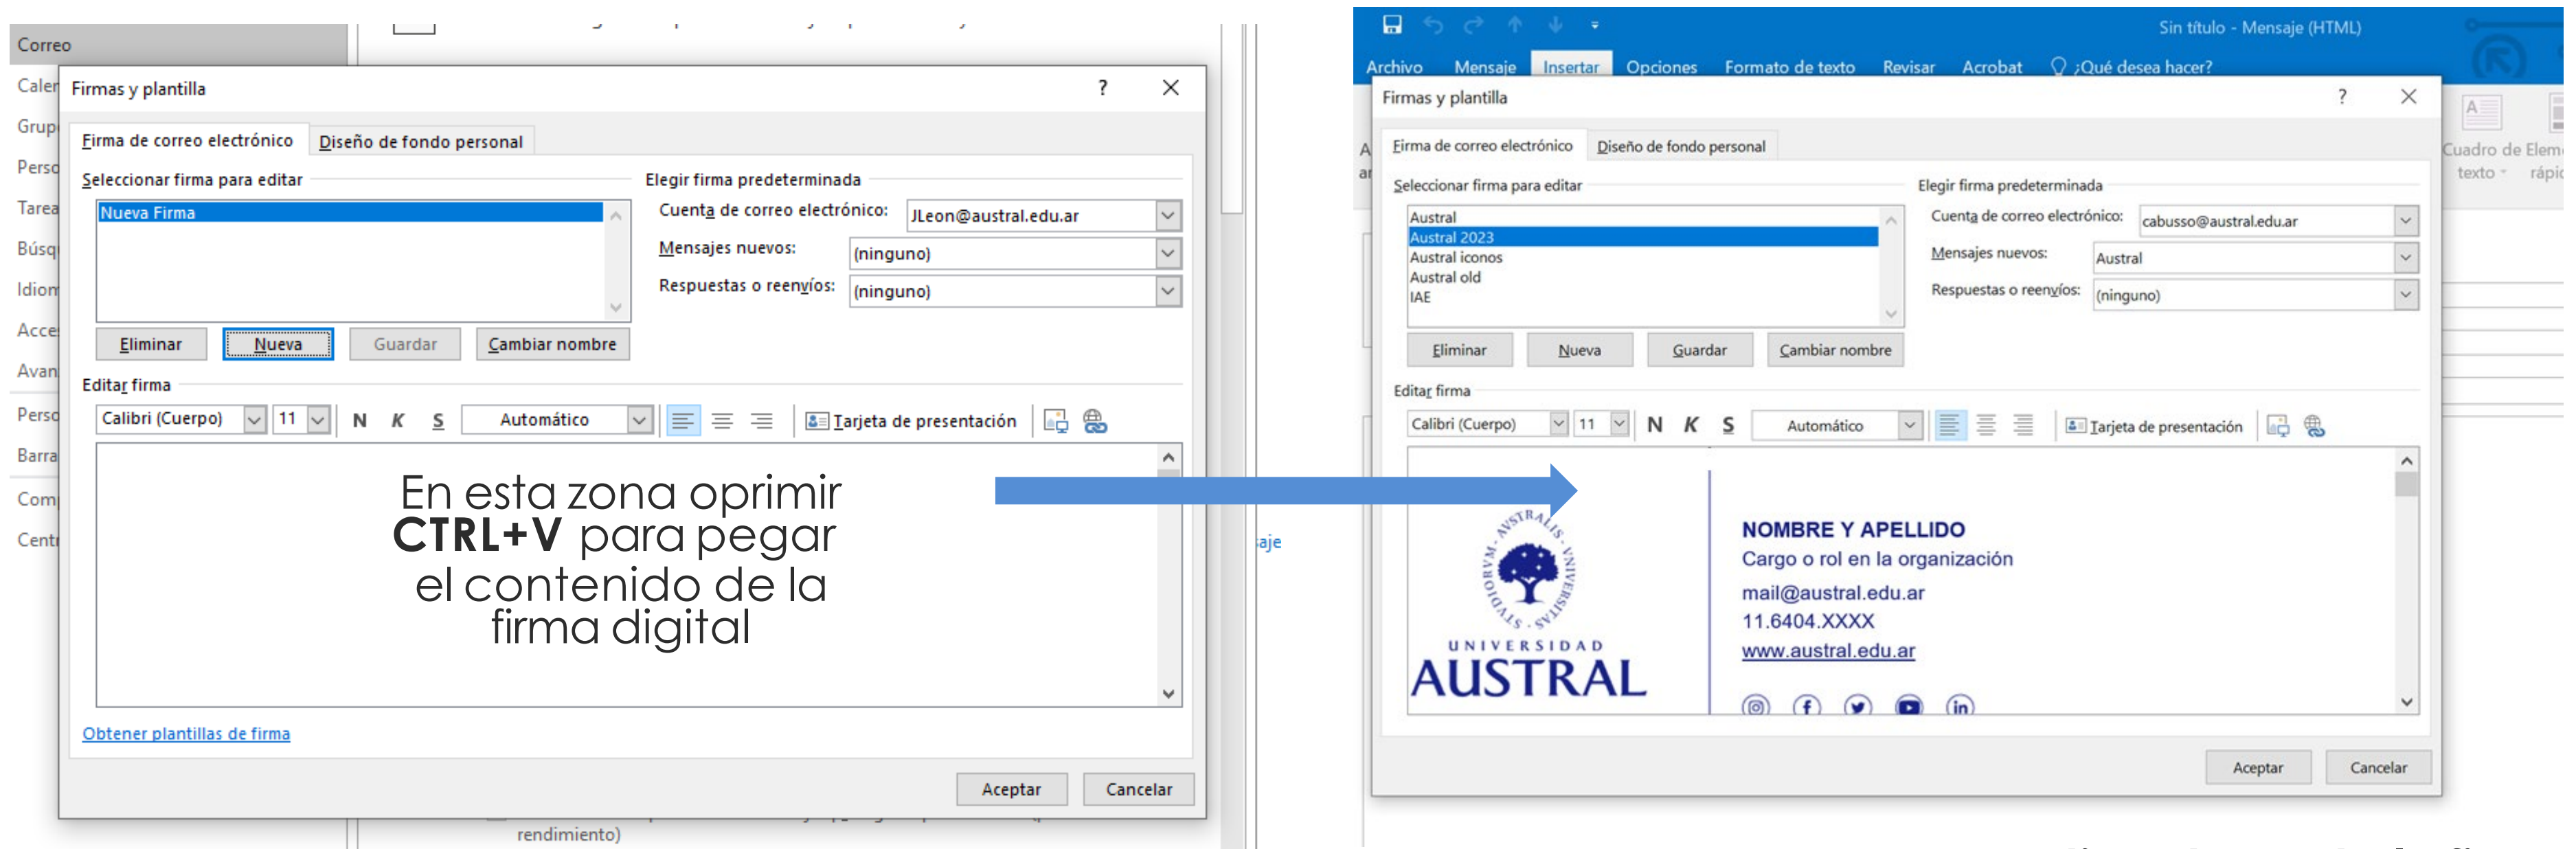 Correo
Firmas y plantilla
?
Firma de correo electrónico
Diseño de fondo personal
Seleccionar firma para editar
Nueva Firma
Eliminar
Nueva
Guardar
Cambiar nombre
Elegir firma predeterminada
Cuenta de correo electrónico: JLeon@austral.edu.ar
Mensajes nuevos: (ninguno)
Respuestas o reenvíos: (ninguno)
Editar firma
Calibri (Cuerpo) 11 N K S Automático Tarjeta de presentación
En esta zona oprimir
CTRL+V para pegar
el contenido de la
firma digital
Obtener plantillas de firma
Aceptar
Cancelar
rendimiento)
Sin título - Mensaje (HTML)
Archivo Mensaje Insertar Opciones Formato de texto Revisar Acrobat ¿Qué desea hacer?
Cuadro de
texto
Firmas y plantilla
?
Firma de correo electrónico
Diseño de fondo personal
Seleccionar firma para editar
Austral
Austral 2023
Austral iconos
Austral old
IAE
Eliminar
Nueva
Guardar
Cambiar nombre
Elegir firma predeterminada
Cuenta de correo electrónico: cabusso@austral.edu.ar
Mensajes nuevos: Austral
Respuestas o reenvíos: (ninguno)
Editar firma
Calibri (Cuerpo) 11 N K S Automático Tarjeta de presentación
STVDIORVM · AVSTRALIS · VNIVERSITAS
UNIVERSIDAD
AUSTRAL
NOMBRE Y APELLIDO
Cargo o rol en la organización
mail@austral.edu.ar
11.6404.XXXX
www.austral.edu.ar
Aceptar
Cancelar